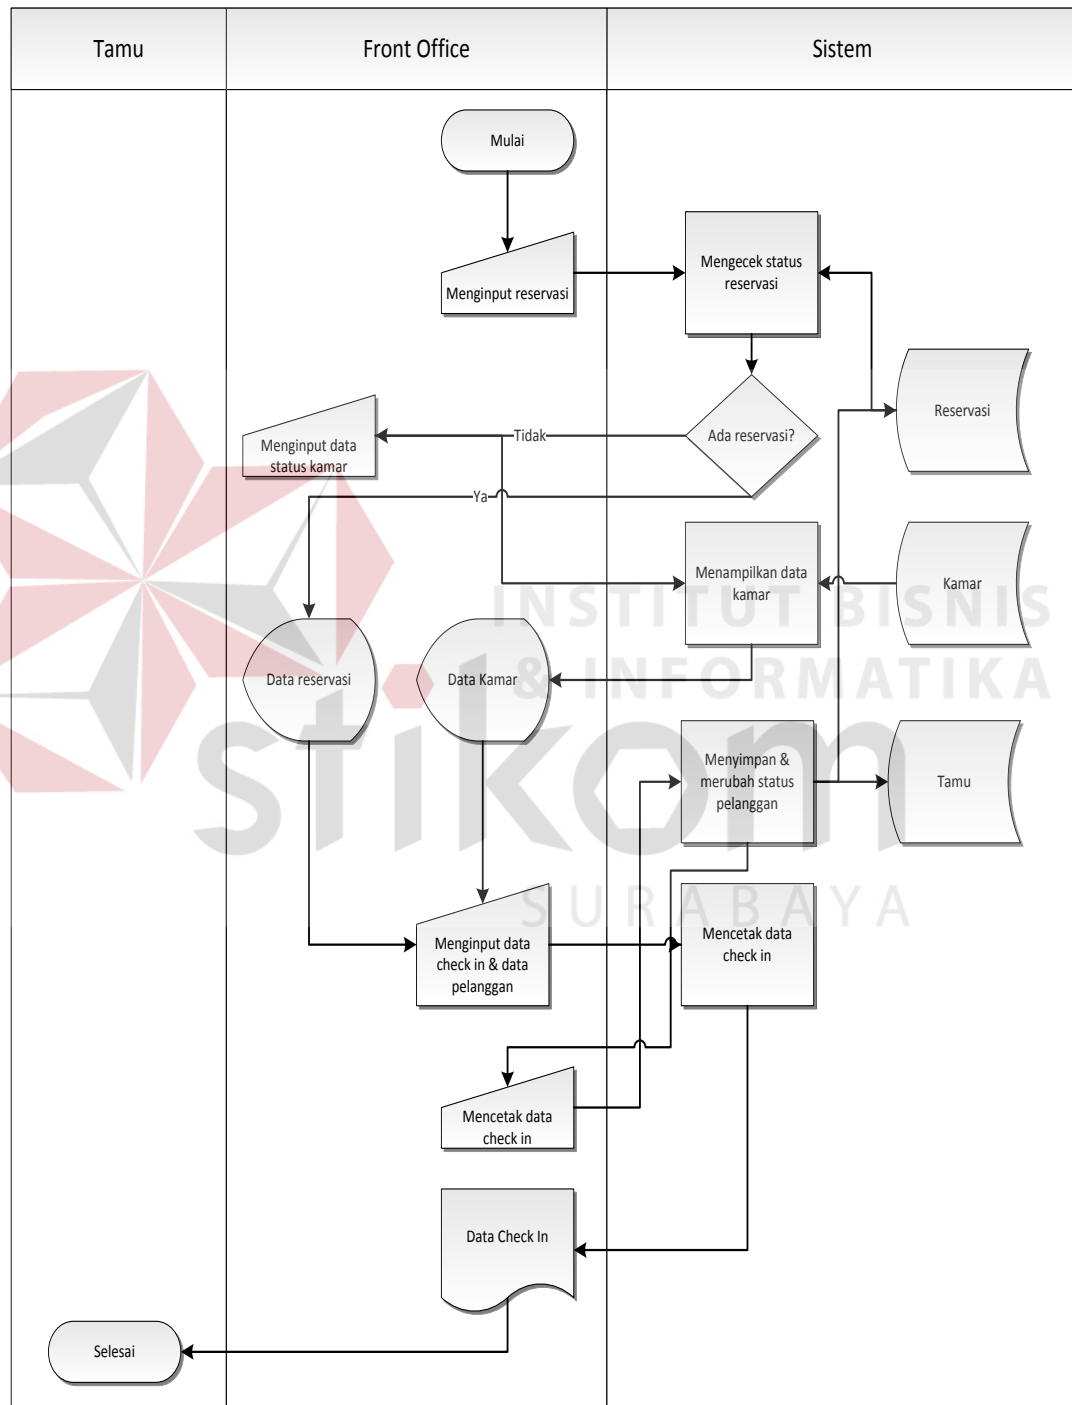 Tamu
Front Office
Sistem
Mulai
Menginput reservasi
Mengecek status
reservasi
Reservasi
Menginput data
status kamar
Tidak
Ada reservasi?
Ya
Menampilkan data
kamar
Kamar
INSTITUT BISNIS
& INFORMATIKA
stikom
SURABAYA
Data reservasi
Data Kamar
Menyimpan &
merubah status
pelanggan
Tamu
Menginput data
check in & data
pelanggan
Mencetak data
check in
Mencetak data
check in
Data Check In
Selesai